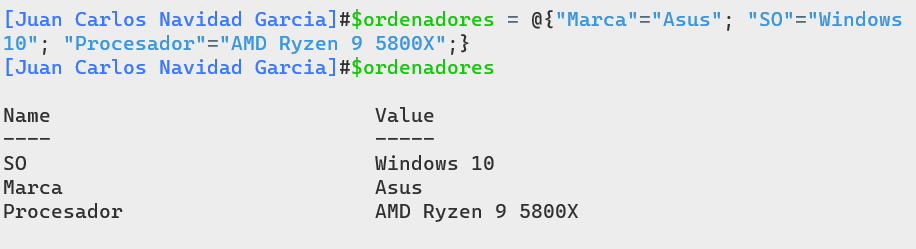 [Juan Carlos Navidad Garcia]#$ordenadores = @{"Marca"="Asus"; "SO"="Windows
10"; "Procesador"="AMD Ryzen 9 5800X";}
[Juan Carlos Navidad Garcia]#$ordenadores
Name Value
---- -----
SO Windows 10
Marca Asus
Procesador AMD Ryzen 9 5800X